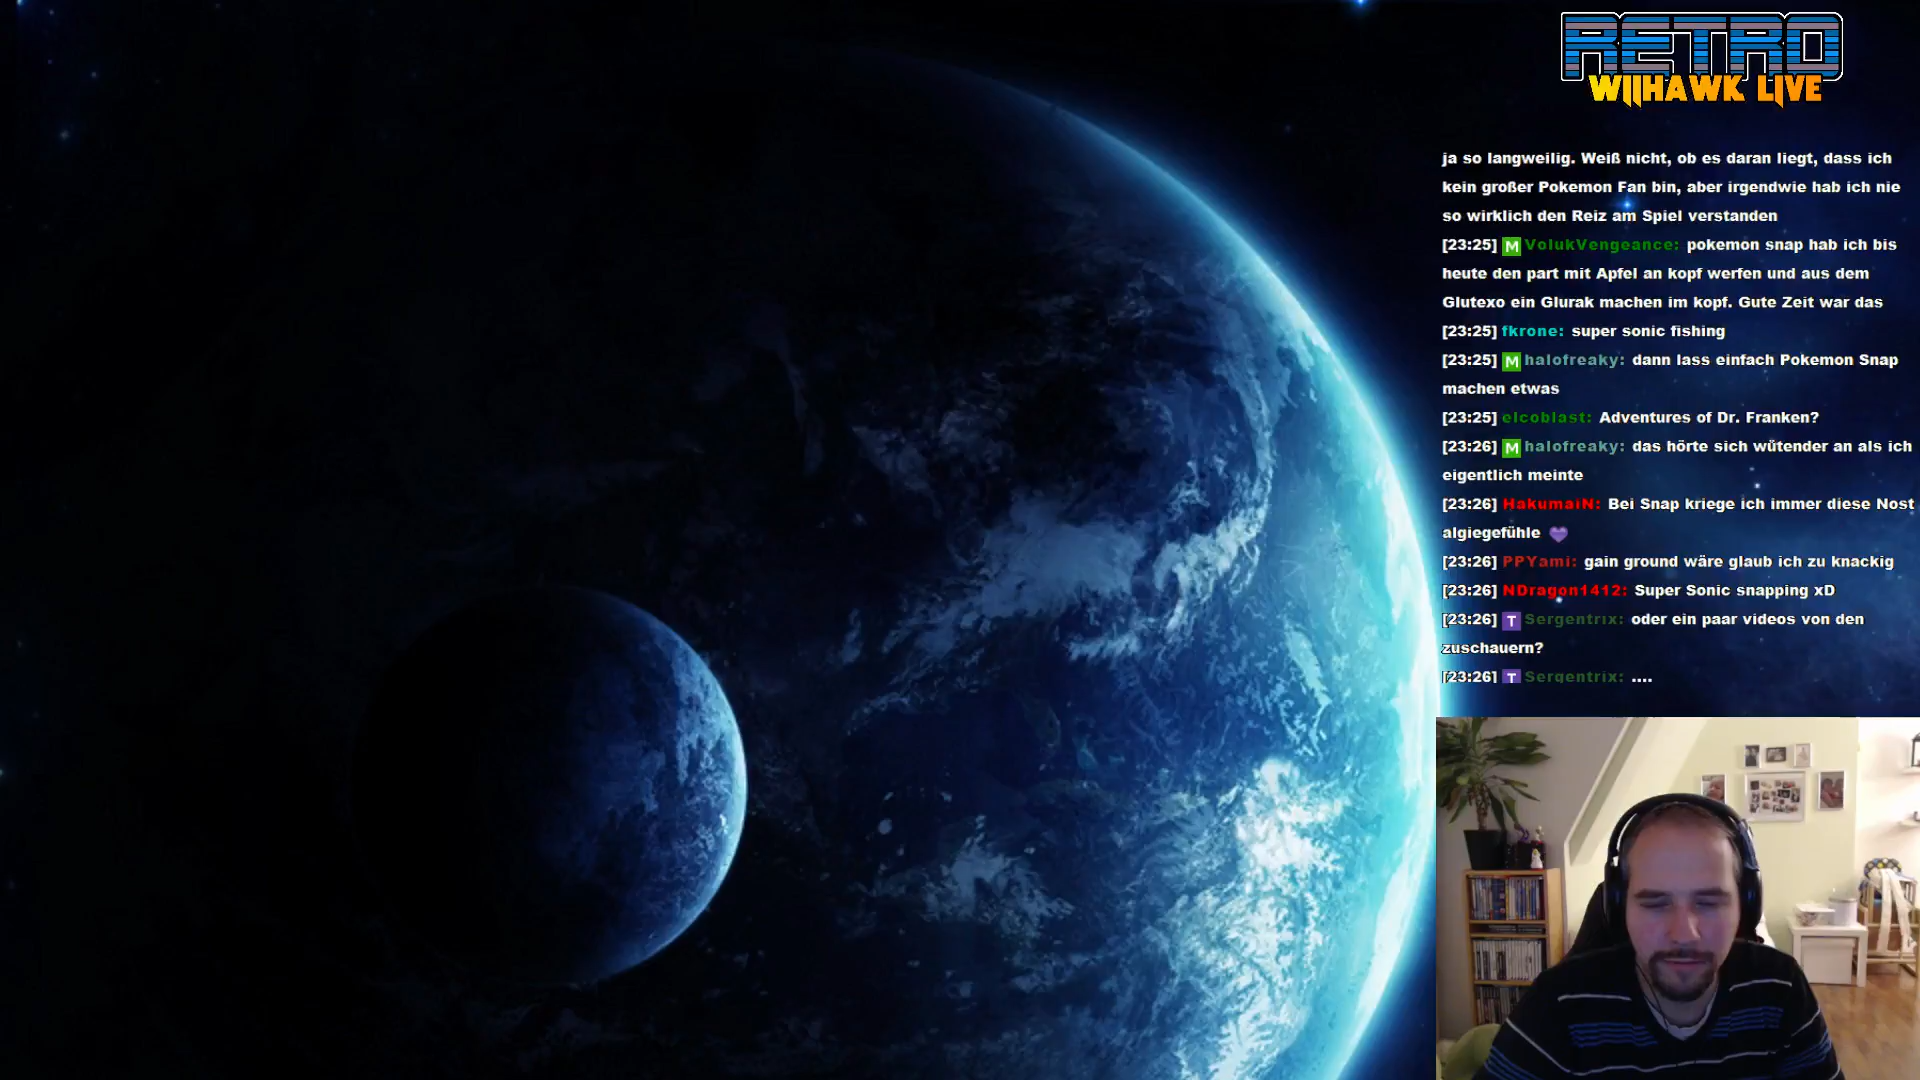 RETRO
WIIHAWK LIVE
ja so langweilig. Weiß nicht, ob es daran liegt, dass ich
kein großer Pokemon Fan bin, aber irgendwie hab ich nie
so wirklich den Reiz am Spiel verstanden
[23:25] M VolukVengeance: pokemon snap hab ich bis
heute den part mit Apfel an kopf werfen und aus dem
Glutexo ein Glurak machen im kopf. Gute Zeit war das
[23:25] fkrone: super sonic fishing
[23:25] M halofreaky: dann lass einfach Pokemon Snap
machen etwas
[23:25] elcoblast: Adventures of Dr. Franken?
[23:26] M halofreaky: das hörte sich wűtender an als ich
eigentlich meinte
[23:26] HakumaiN: Bei Snap kriege ich immer diese Nost
algiegefühle
[23:26] PPYami: gain ground wäre glaub ich zu knackig
[23:26] NDragon1412: Super Sonic snapping xD
[23:26] T Sergentrix: oder ein paar videos von den
zuschauern?
[23:26] T Sergentrix: ....